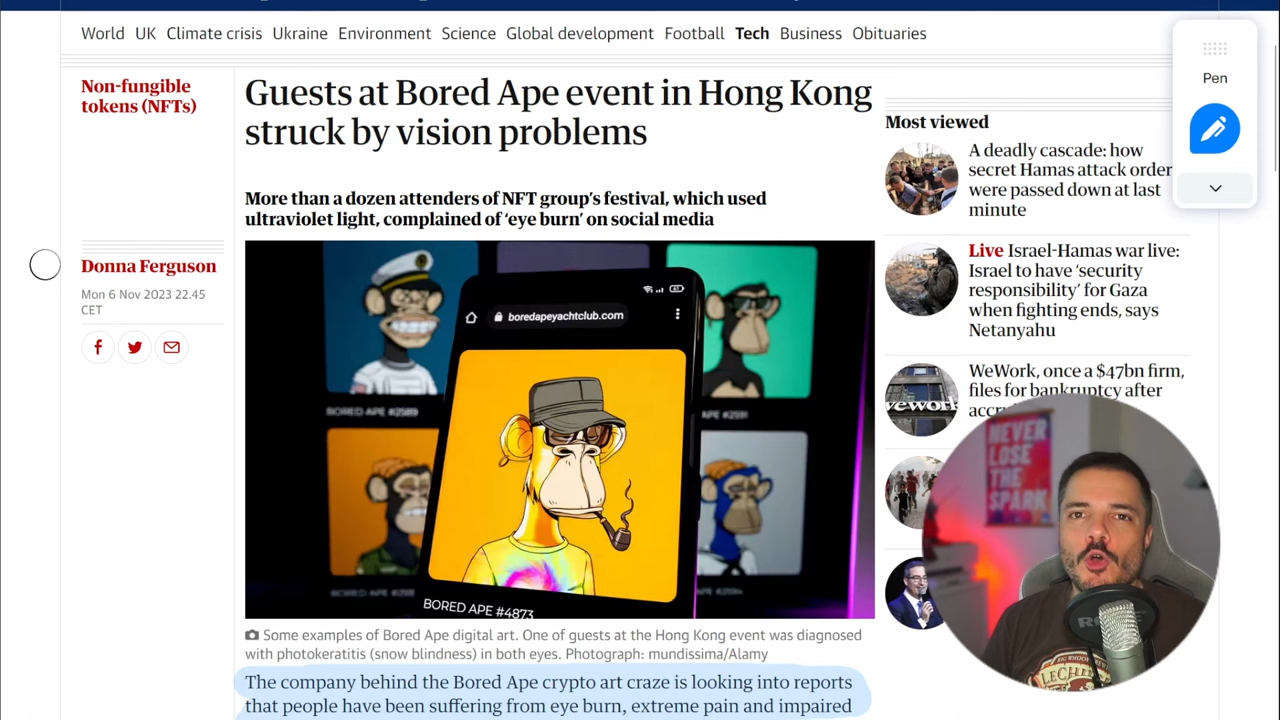 World UK Climate crisis Ukraine Environment Science Global development Football Tech Business Obituaries
Non-fungible
tokens (NFTs)
Guests at Bored Ape event in Hong Kong
struck by vision problems
More than a dozen attenders of NFT group's festival, which used
ultraviolet light, complained of 'eye burn' on social media
Donna Ferguson
Mon 6 Nov 2023 22.45
CET
boredapeyachtclub.com
BORED APE #4873
Some examples of Bored Ape digital art. One of guests at the Hong Kong event was diagnosed
with photokeratitis (snow blindness) in both eyes. Photograph: mundissima/Alamy
The company behind the Bored Ape crypto art craze is looking into reports
that people have been suffering from eye burn, extreme pain and impaired
Most viewed
A deadly cascade: how
secret Hamas attack order
were passed down at last
minute
Live Israel-Hamas war live:
Israel to have 'security
responsibility' for Gaza
when fighting ends, says
Netanyahu
WeWork, once a $47bn firm,
files for bankruptcy after
Pen
NEVER
LOSE
THE
SPARK